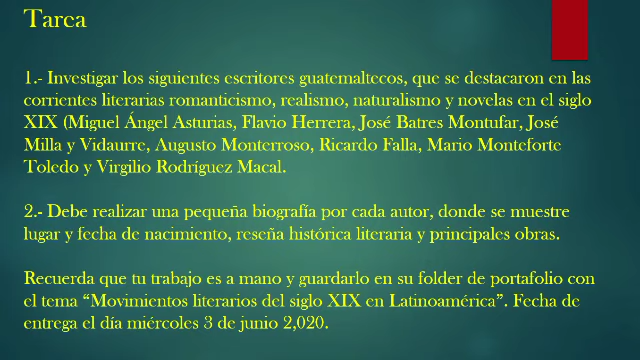 Tarea
1.- Investigar los siguientes escritores guatemaltecos, que se destacaron en las
corrientes literarias romanticismo, realismo, naturalismo y novelas en el siglo
XIX (Miguel Ángel Asturias, Flavio Herrera, José Batres Montufar, José
Milla y Vidaurre, Augusto Monterroso, Ricardo Falla, Mario Monteforte
Toledo y Virgilio Rodríguez Macal.
2.- Debe realizar una pequeña biografía por cada autor, donde se muestre
lugar y fecha de nacimiento, reseña histórica literaria y principales obras.
Recuerda que tu trabajo es a mano y guardarlo en su folder de portafolio con
el tema “Movimientos literarios del siglo XIX en Latinoamérica”. Fecha de
entrega el día miércoles 3 de junio 2,020.